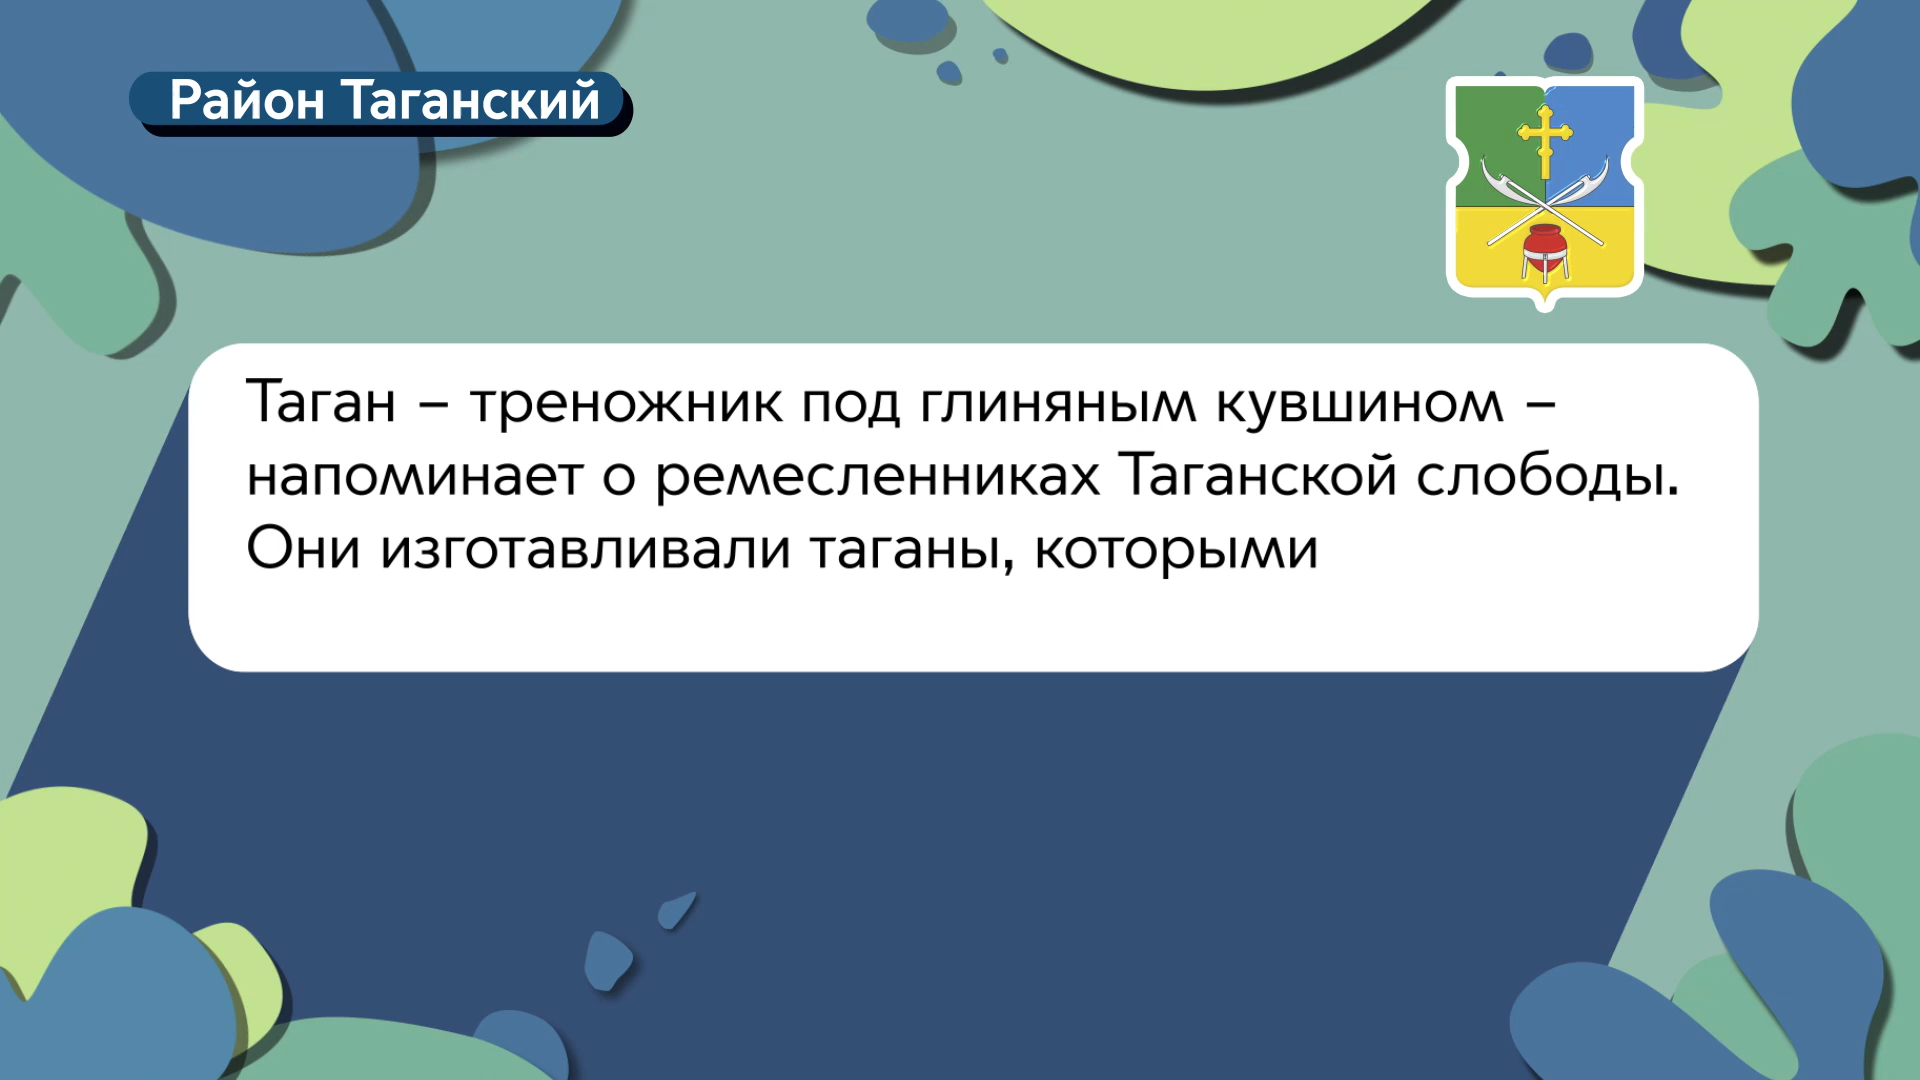 Район Таганский
Таган – треножник под глиняным кувшином –
напоминает о ремесленниках Таганской слободы.
Они изготавливали таганы, которыми